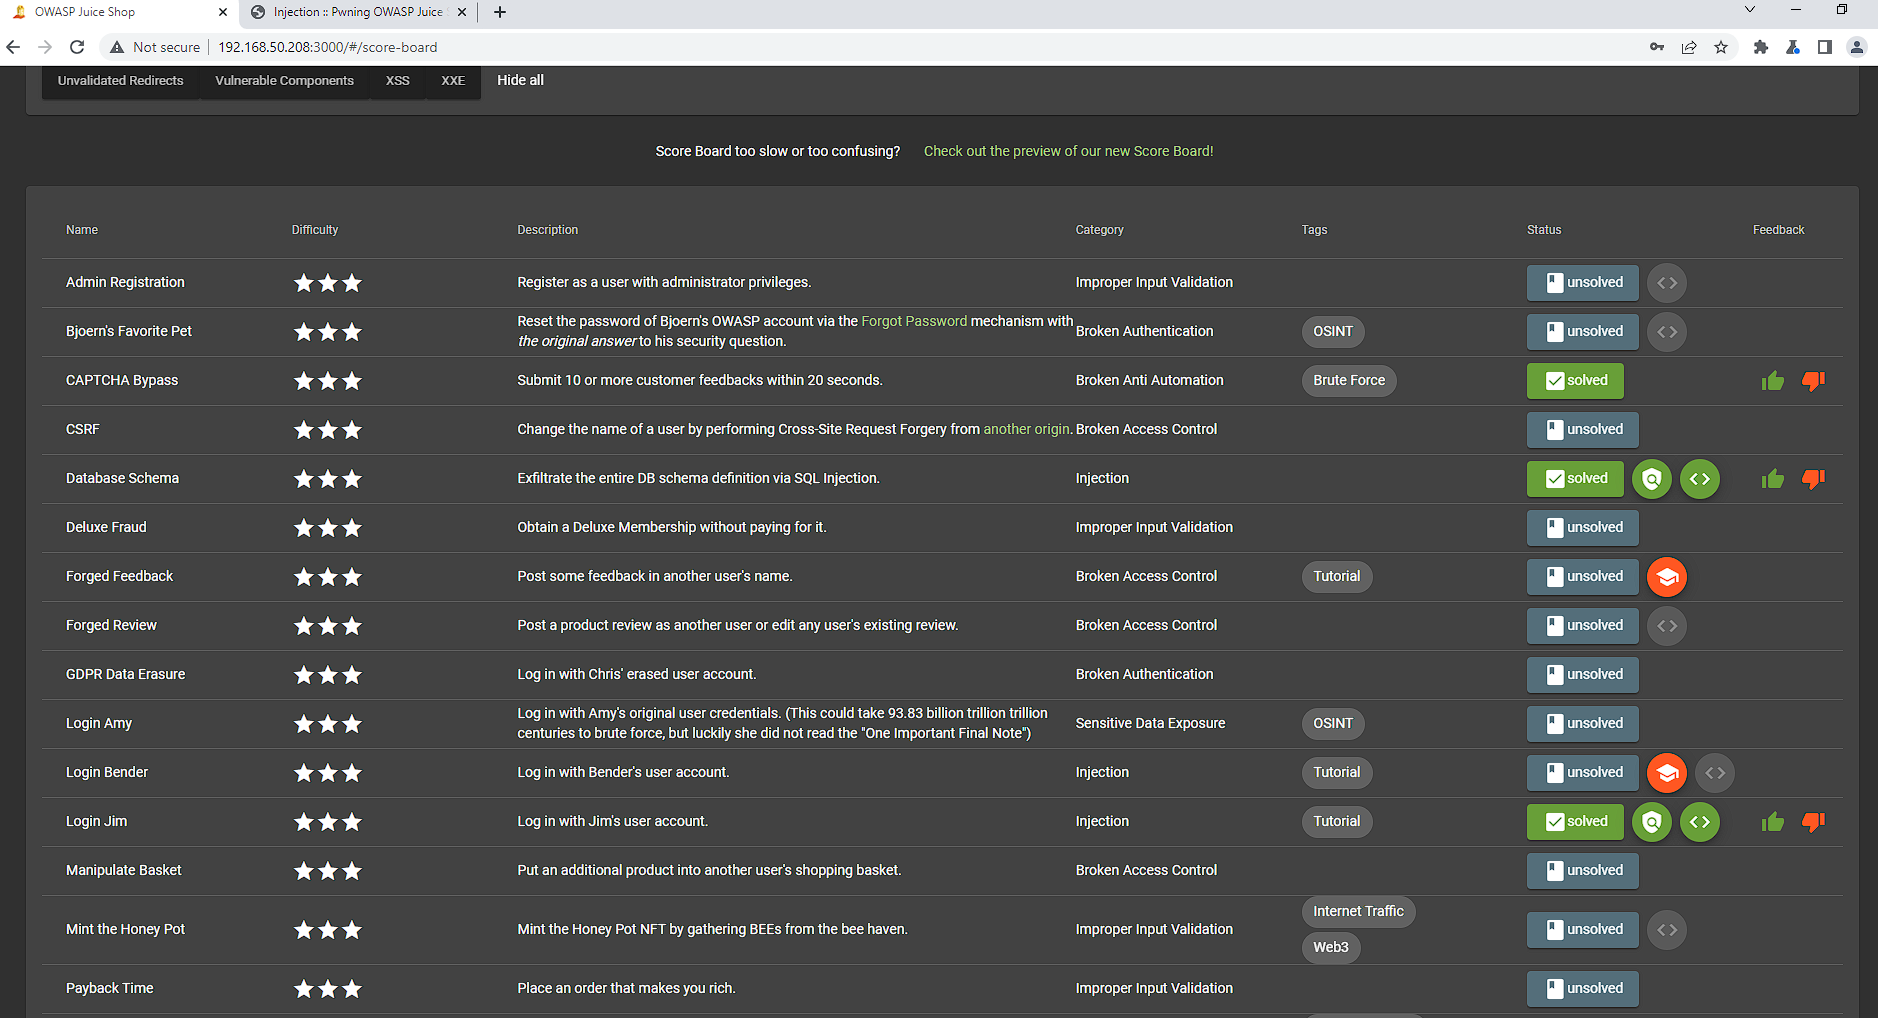 OWASP Juice Shop
Injection :: Pwning OWASP Juice
Not secure 192.168.50.208:3000/#/score-board
Unvalidated Redirects Vulnerable Components XSS XXE Hide all
Score Board too slow or too confusing? Check out the preview of our new Score Board!
Name Difficulty Description Category Tags Status Feedback
Admin Registration Register as a user with administrator privileges. Improper Input Validation unsolved
Bjoern's Favorite Pet Reset the password of Bjoern's OWASP account via the Forgot Password mechanism with
the original answer to his security question. Broken Authentication OSINT unsolved
CAPTCHA Bypass Submit 10 or more customer feedbacks within 20 seconds. Broken Anti Automation Brute Force solved
CSRF Change the name of a user by performing Cross-Site Request Forgery from another origin. Broken Access Control unsolved
Database Schema Exfiltrate the entire DB schema definition via SQL Injection. Injection solved
Deluxe Fraud Obtain a Deluxe Membership without paying for it. Improper Input Validation unsolved
Forged Feedback Post some feedback in another user's name. Broken Access Control Tutorial unsolved
Forged Review Post a product review as another user or edit any user's existing review. Broken Access Control unsolved
GDPR Data Erasure Log in with Chris' erased user account. Broken Authentication unsolved
Login Amy Log in with Amy's original user credentials. (This could take 93.83 billion trillion trillion
centuries to brute force, but luckily she did not read the "One Important Final Note") Sensitive Data Exposure OSINT unsolved
Login Bender Log in with Bender's user account. Injection Tutorial unsolved
Login Jim Log in with Jim's user account. Injection Tutorial solved
Manipulate Basket Put an additional product into another user's shopping basket. Broken Access Control unsolved
Mint the Honey Pot Mint the Honey Pot NFT by gathering BEEs from the bee haven. Improper Input Validation Internet Traffic Web3 unsolved
Payback Time Place an order that makes you rich. Improper Input Validation unsolved